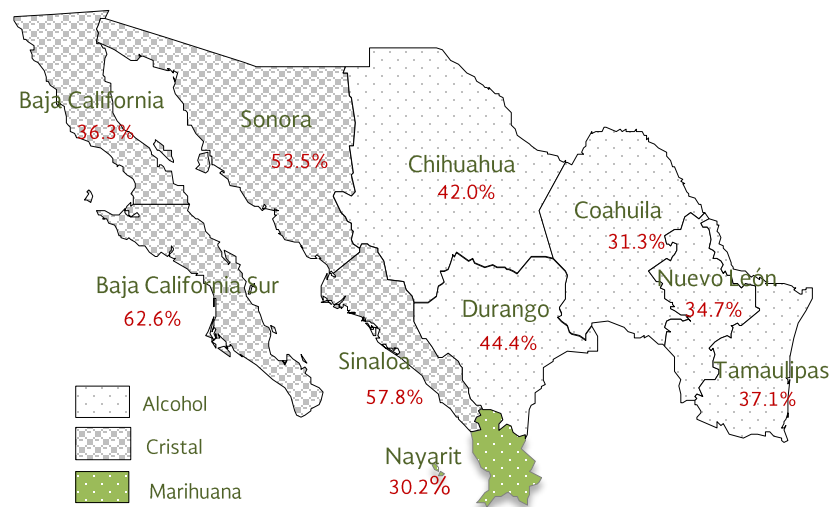 Baja California
36.3%
Sonora
53.5%
Chihuahua
42.0%
Coahuila
31.3%
Nuevo León
34.7%
Baja California Sur
62.6%
Durango
44.4%
Sinaloa
57.8%
Tamaulipas
37.1%
Nayarit
30.2%
Alcohol
Cristal
Marihuana